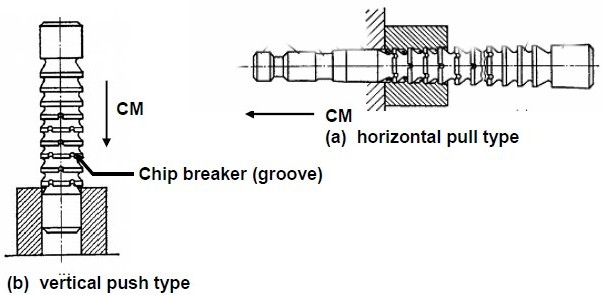 CM
CM
(a) horizontal pull type
Chip breaker (groove)
(b) vertical push type